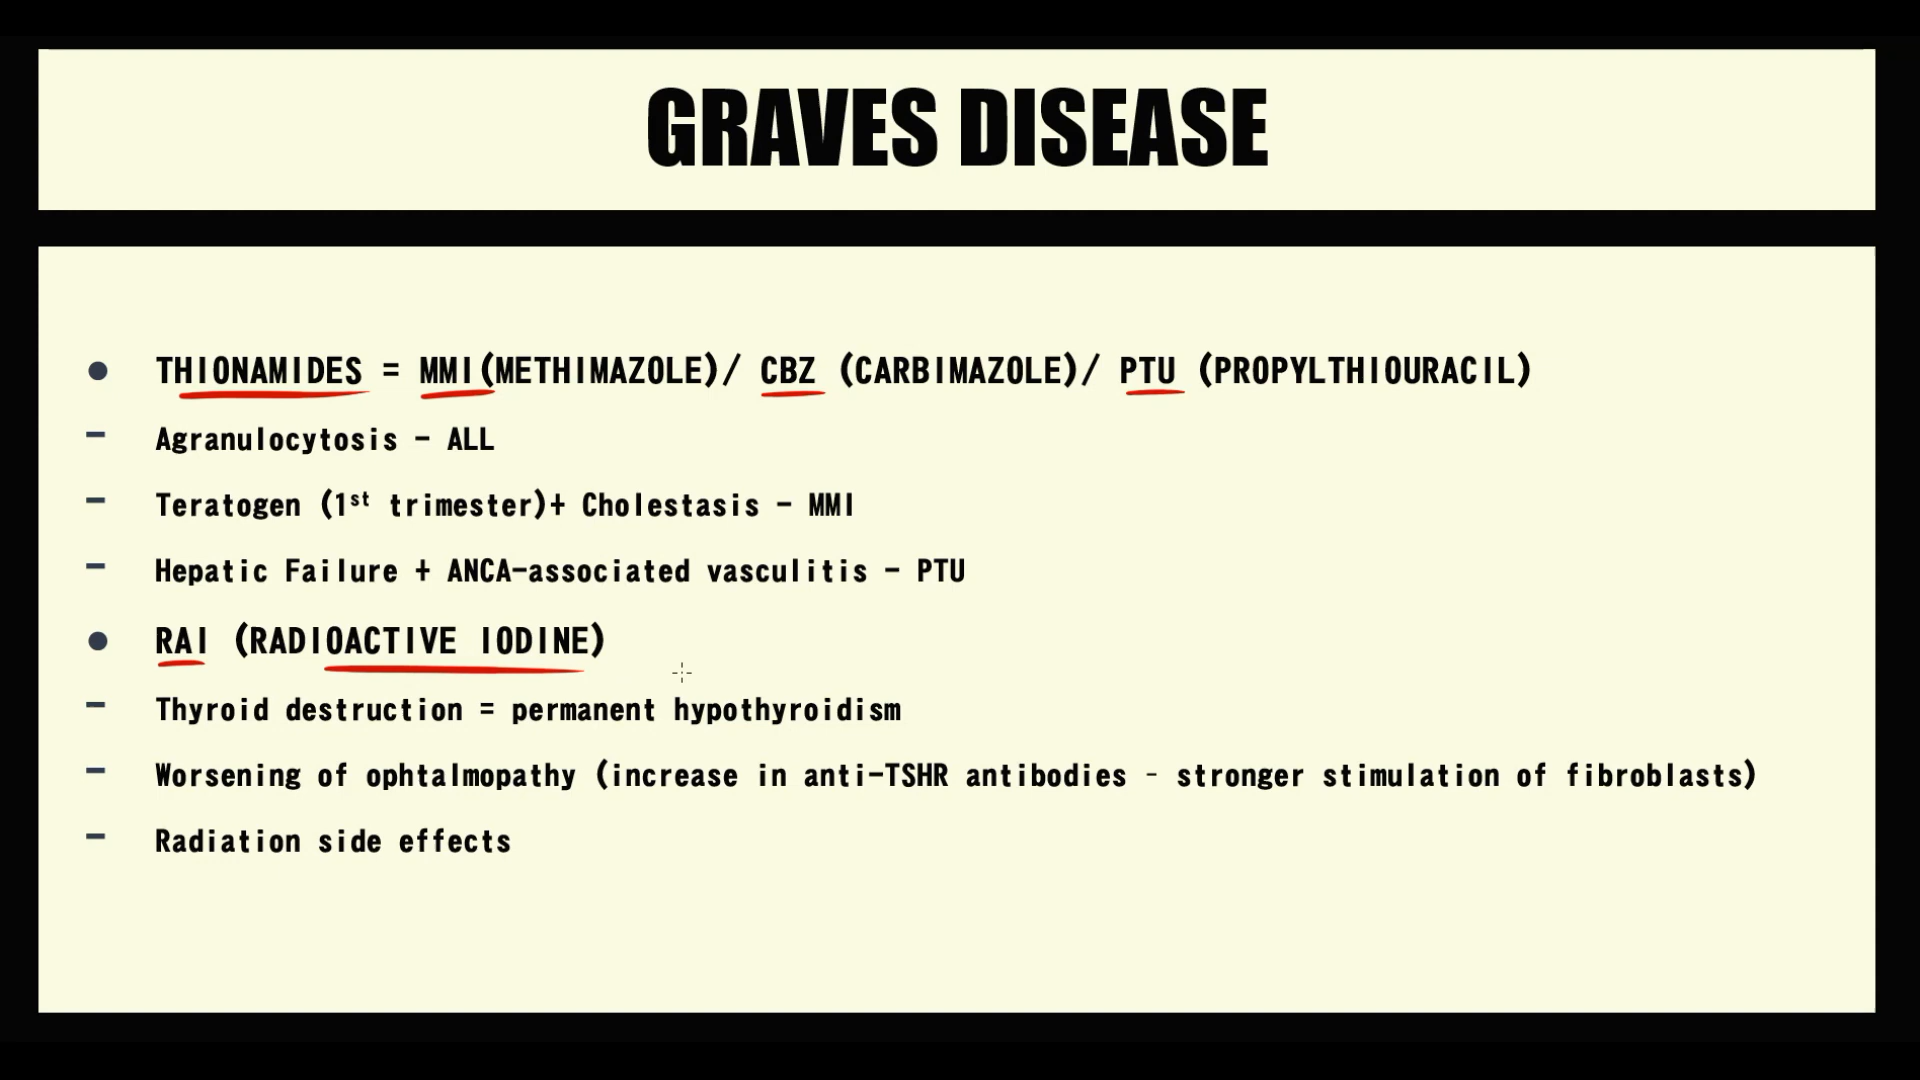 GRAVES DISEASE
● THIONAMIDES = MMI(METHIMAZOLE)/ CBZ (CARBIMAZOLE)/ PTU (PROPYLTHIOURACIL)
– Agranulocytosis – ALL
– Teratogen (1st trimester)+ Cholestasis – MMI
– Hepatic Failure + ANCA-associated vasculitis – PTU
● RAI (RADIOACTIVE IODINE)
– Thyroid destruction = permanent hypothyroidism
– Worsening of ophtalmopathy (increase in anti-TSHR antibodies - stronger stimulation of fibroblasts)
– Radiation side effects